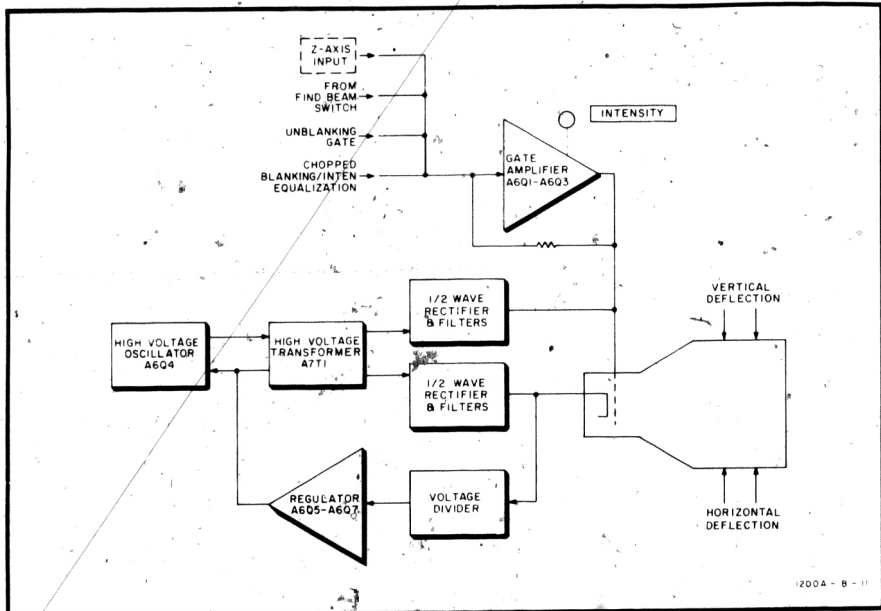 Z-AXIS
INPUT
FROM
FIND BEAM
SWITCH
UNBLANKING
GATE
CHOPPED
BLANKING/INTEN
EQUALIZATION
INTENSITY
GATE
AMPLIFIER
A6Q1-A6Q3
1/2 WAVE
RECTIFIER
& FILTERS
VERTICAL
DEFLECTION
HIGH VOLTAGE
OSCILLATOR
A6Q4
HIGH VOLTAGE
TRANSFORMER
A7T1
1/2 WAVE
RECTIFIER
& FILTERS
REGULATOR
A6Q5-A6Q7
VOLTAGE
DIVIDER
HORIZONTAL
DEFLECTION
1200A - B - 11